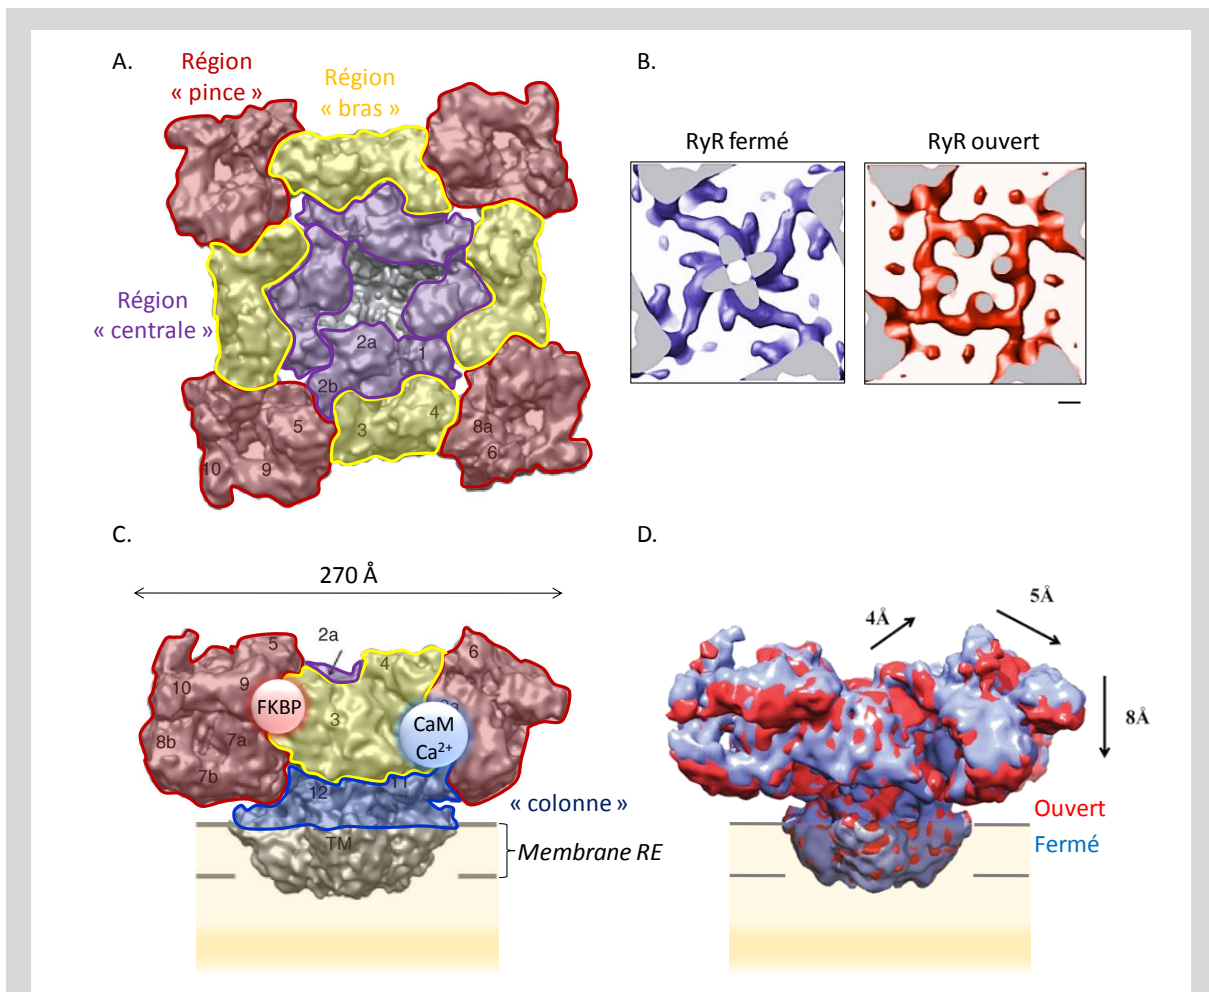 A.
Région
« pince »
Région
« bras »
Région
« centrale »
2a
1
2b
3
4
5
10
9
8a
6
B.
RyR fermé
RyR ouvert
C.
270 Å
2a
5
4
6
10
9
FKBP
3
CaM
Ca²⁺
8b
7a
7b
12
11
« colonne »
TM
Membrane RE
D.
4Å
5Å
8Å
Ouvert
Fermé